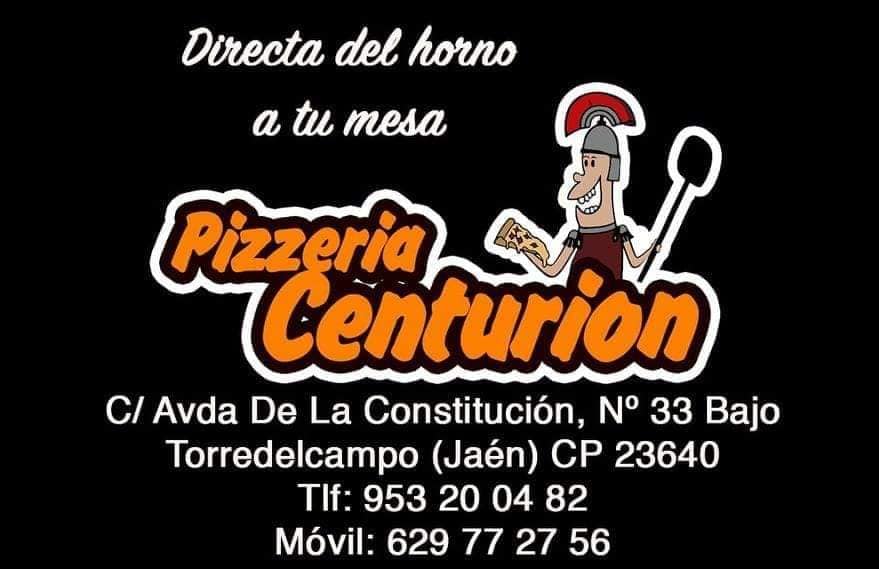 Directa del horno
a tu mesa
Pizzeria
Centurion
C/ Avda De La Constitución, Nº 33 Bajo
Torredelcampo (Jaén) CP 23640
Tlf: 953 20 04 82
Móvil: 629 77 27 56